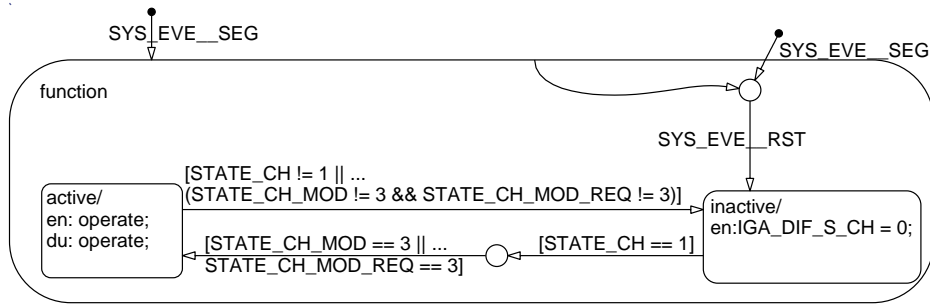 SYS_EVE__SEG
SYS_EVE__SEG
function
SYS_EVE__RST
[STATE_CH != 1 || ...
(STATE_CH_MOD != 3 && STATE_CH_MOD_REQ != 3)]
active/
en: operate;
du: operate;
inactive/
en:IGA_DIF_S_CH = 0;
[STATE_CH_MOD == 3 || ...
STATE_CH_MOD_REQ == 3]
[STATE_CH == 1]